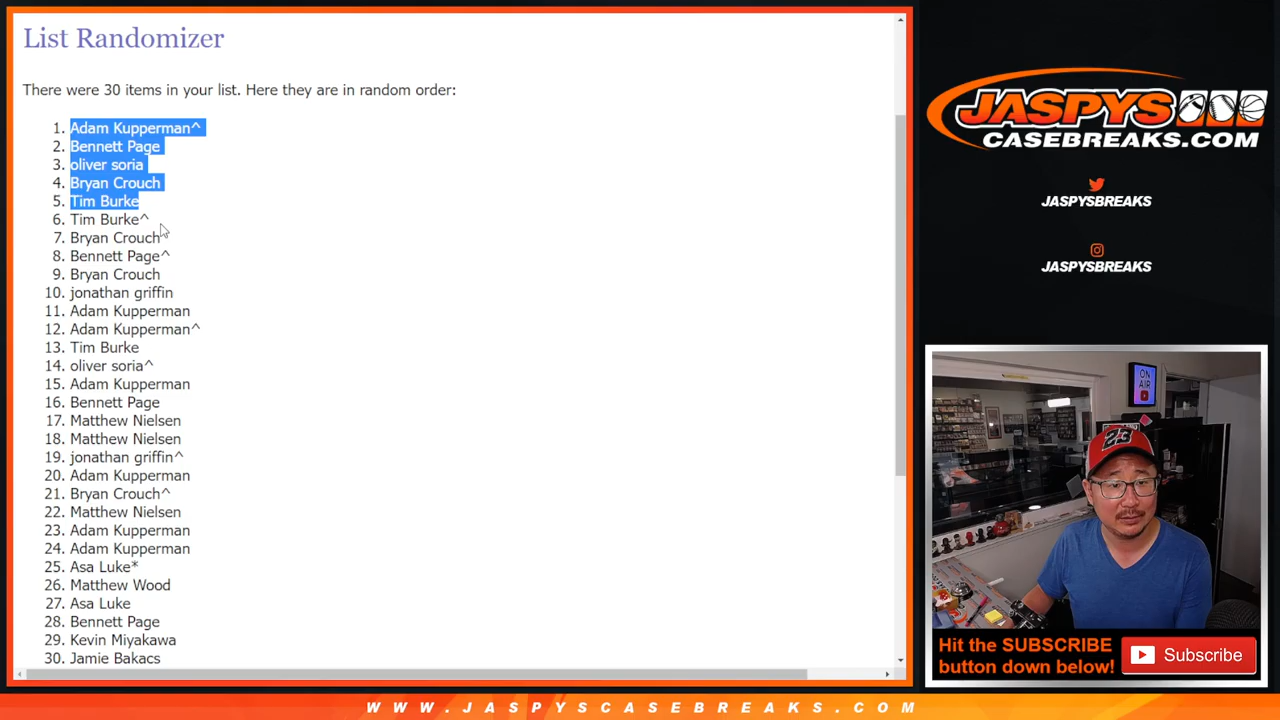 List Randomizer
There were 30 items in your list. Here they are in random order:
1. Adam Kupperman^
2. Bennett Page
3. oliver soria
4. Bryan Crouch
5. Tim Burke
6. Tim Burke^
7. Bryan Crouch^
8. Bennett Page^
9. Bryan Crouch
10. jonathan griffin
11. Adam Kupperman
12. Adam Kupperman^
13. Tim Burke
14. oliver soria^
15. Adam Kupperman
16. Bennett Page
17. Matthew Nielsen
18. Matthew Nielsen
19. jonathan griffin^
20. Adam Kupperman
21. Bryan Crouch^
22. Matthew Nielsen
23. Adam Kupperman
24. Adam Kupperman
25. Asa Luke*
26. Matthew Wood
27. Asa Luke
28. Bennett Page
29. Kevin Miyakawa
30. Jamie Bakacs
JASPYS
CASEBREAKS.COM
JASPYSBREAKS
JASPYSBREAKS
ON
AIR
23
Hit the SUBSCRIBE
button down below!
Subscribe
WWW.JASPYSCASEBREAKS.COM